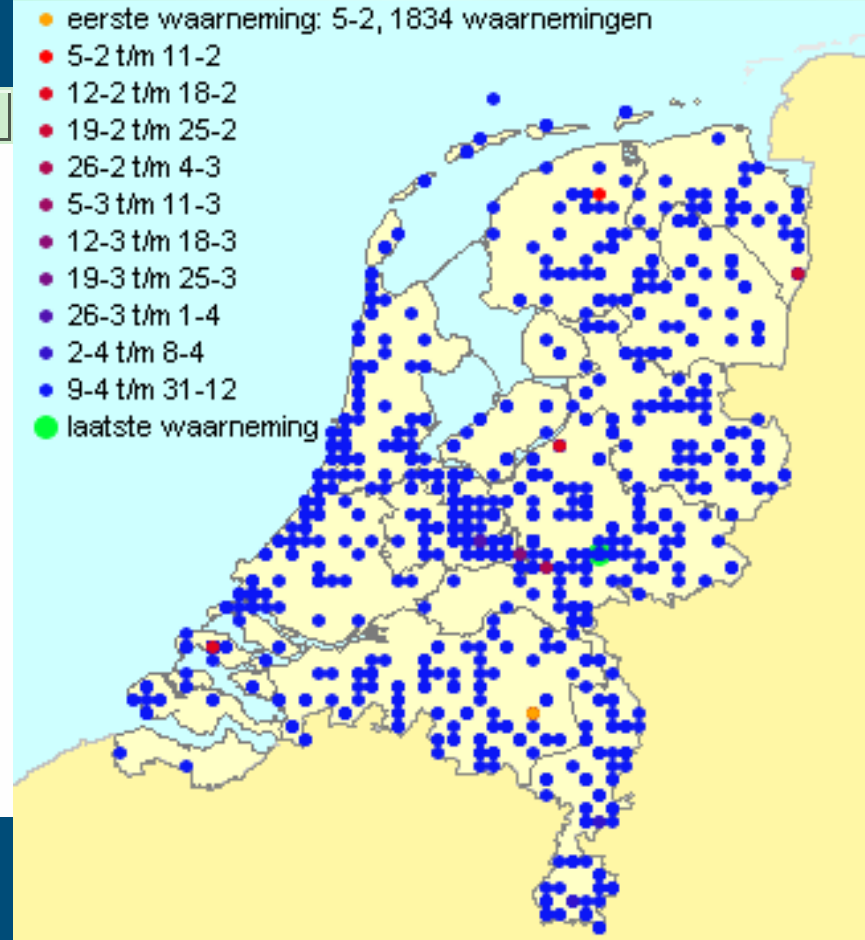 eerste waarneming: 5-2, 1834 waarnemingen
5-2 t/m 11-2
12-2 t/m 18-2
19-2 t/m 25-2
26-2 t/m 4-3
5-3 t/m 11-3
12-3 t/m 18-3
19-3 t/m 25-3
26-3 t/m 1-4
2-4 t/m 8-4
9-4 t/m 31-12
laatste waarneming